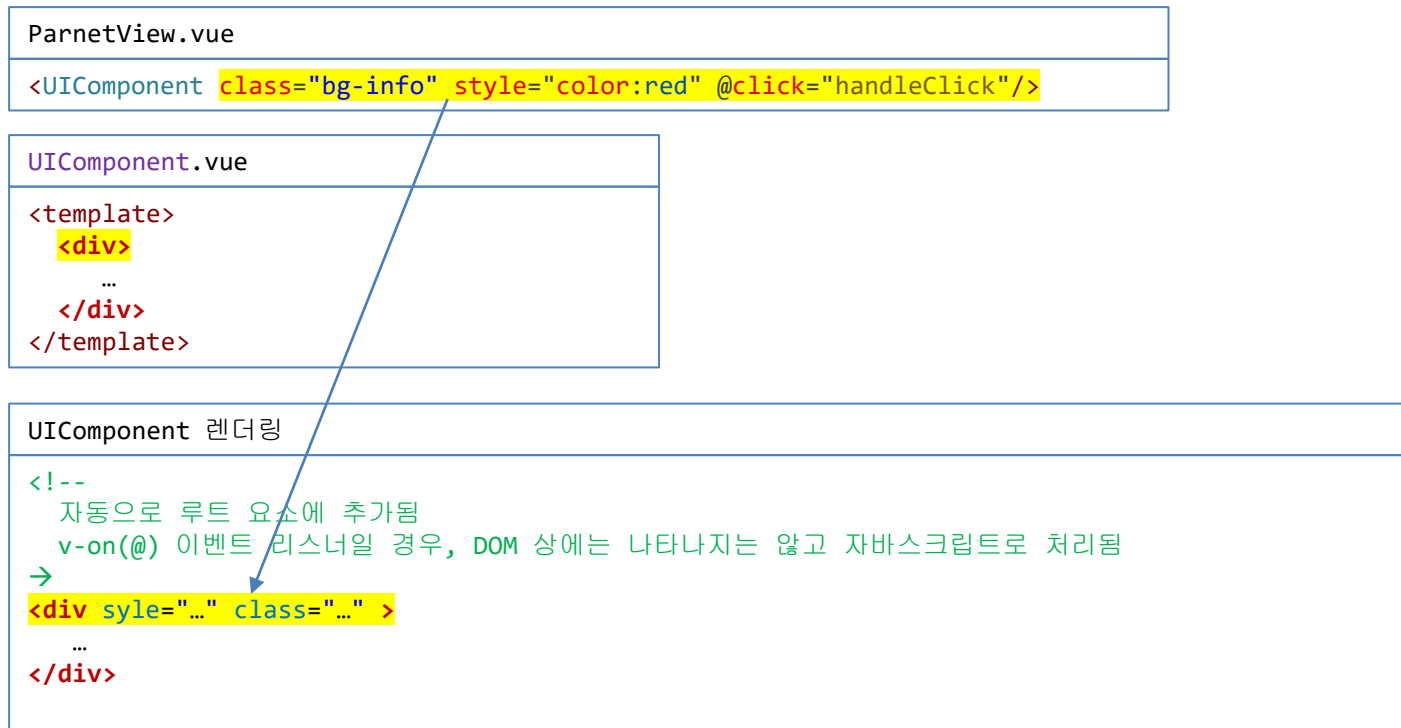 ParnetView.vue
<UIComponent class="bg-info" style="color:red" @click="handleClick"/>
UIComponent.vue
<template>
<div>
…
</div>
</template>
UIComponent 렌더링
<!--
자동으로 루트 요소에 추가됨
v-on(@) 이벤트 리스너일 경우, DOM 상에는 나타나지는 않고 자바스크립트로 처리됨
→
<div syle="…" class="…" >
…
</div>